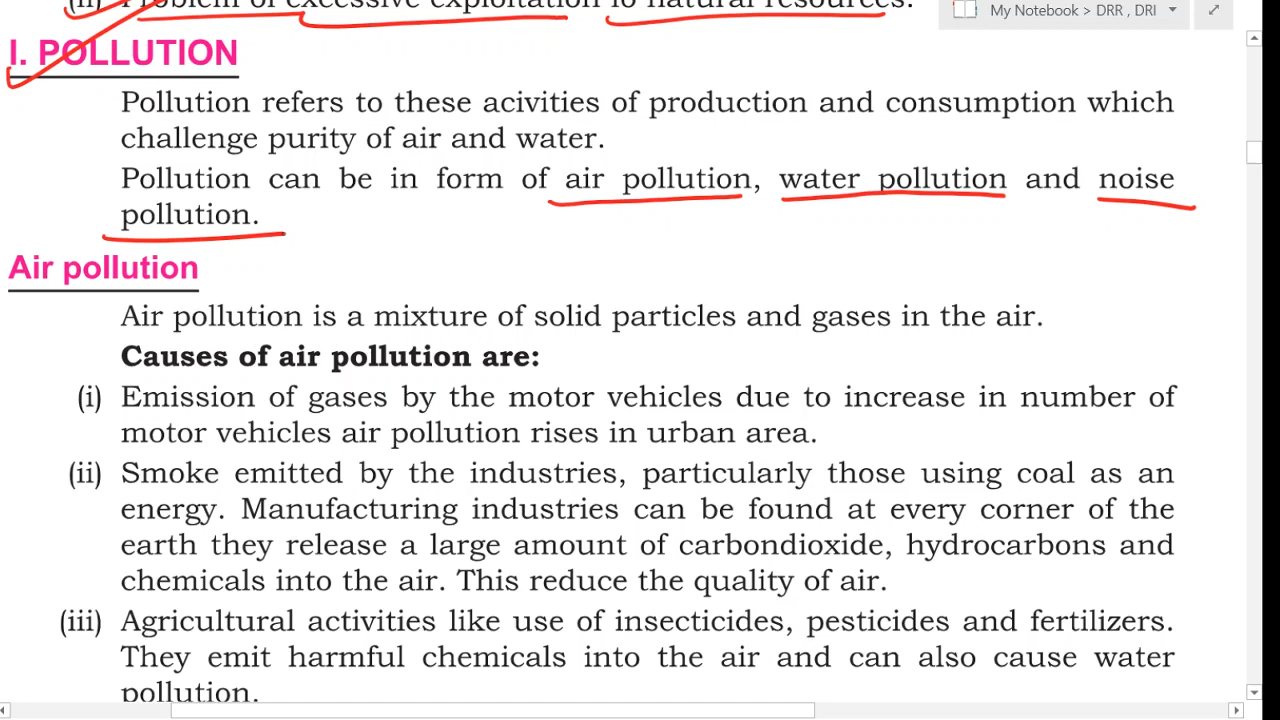 (ii) Problem of excessive exploitation fo natural resources.
My Notebook > DRR , DRI
I. POLLUTION
Pollution refers to these acivities of production and consumption which
challenge purity of air and water.
Pollution can be in form of air pollution, water pollution and noise
pollution.
Air pollution
Air pollution is a mixture of solid particles and gases in the air.
Causes of air pollution are:
(i) Emission of gases by the motor vehicles due to increase in number of
motor vehicles air pollution rises in urban area.
(ii) Smoke emitted by the industries, particularly those using coal as an
energy. Manufacturing industries can be found at every corner of the
earth they release a large amount of carbondioxide, hydrocarbons and
chemicals into the air. This reduce the quality of air.
(iii) Agricultural activities like use of insecticides, pesticides and fertilizers.
They emit harmful chemicals into the air and can also cause water
pollution.